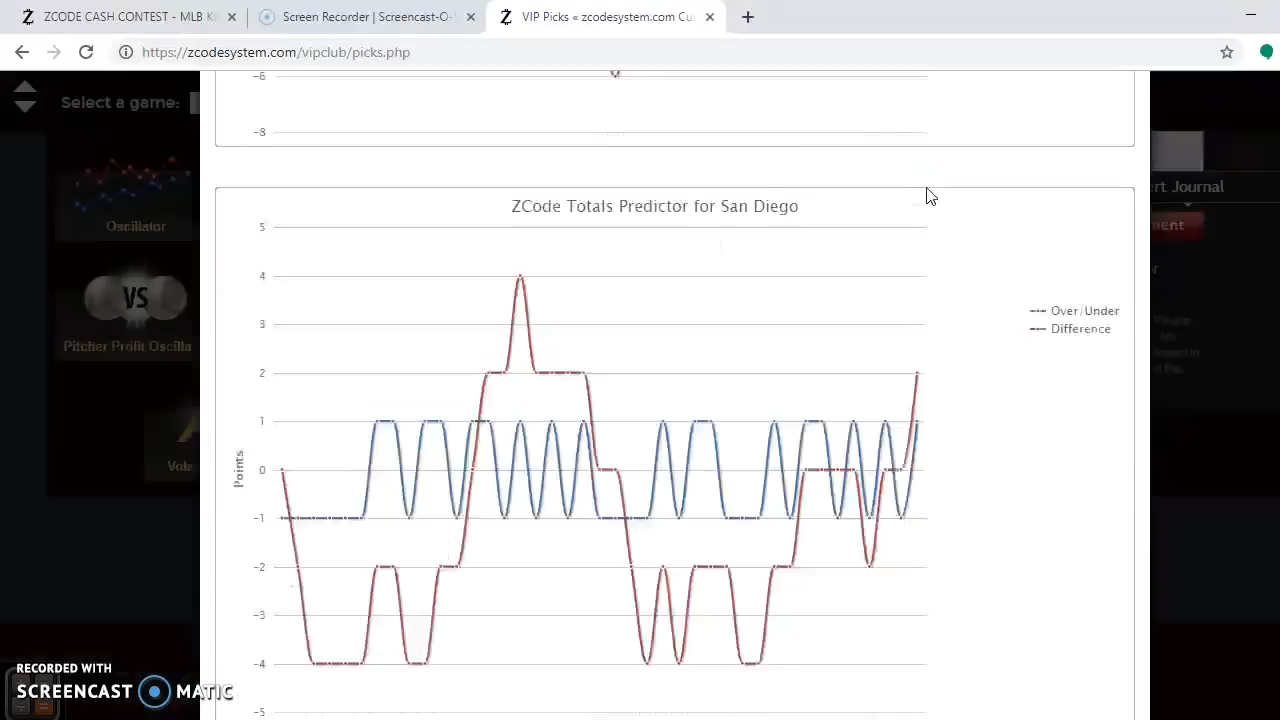 ZCODE CASH CONTEST - MLB K
Screen Recorder | Screencast-O-
VIP Picks « zcodesystem.com Cu
https://zcodesystem.com/vipclub/picks.php
Select a game:
-6
-8
ert Journal
Oscillator
ment
VS
Pitcher Profit Oscilla
Vola
ZCode Totals Predictor for San Diego
5
4
3
2
1
0
-1
-2
-3
-4
-5
Points
Over/Under
Difference
RECORDED WITH
SCREENCAST MATIC